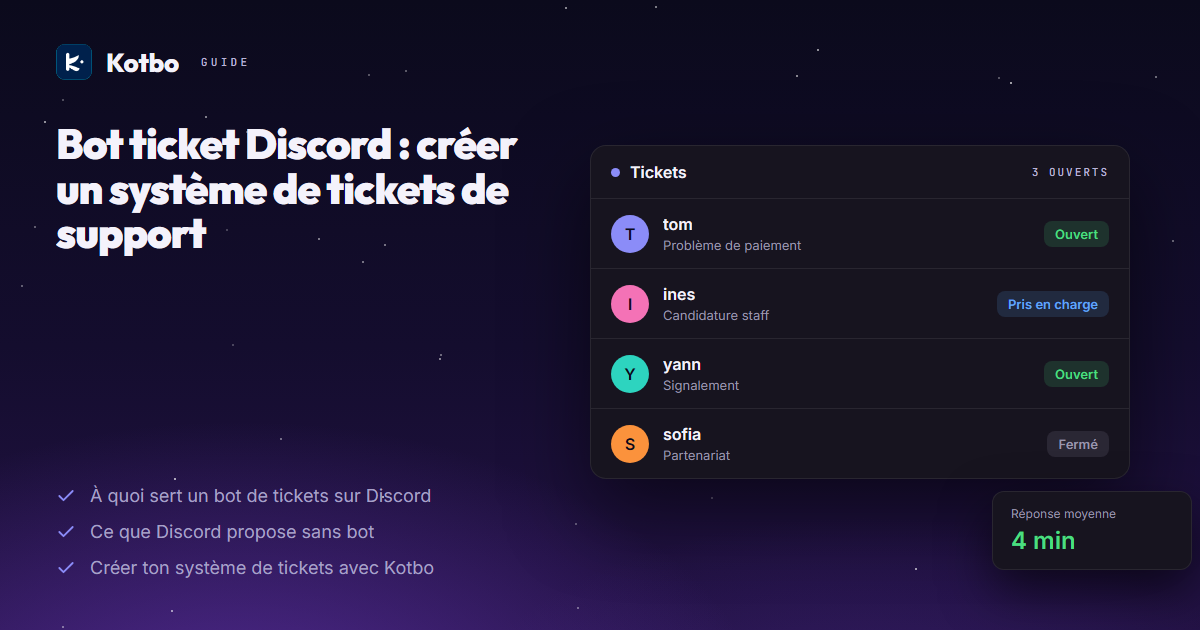 Kotbo GUIDE
Bot ticket Discord : créer
un système de tickets de
support
À quoi sert un bot de tickets sur Discord
Ce que Discord propose sans bot
Créer ton système de tickets avec Kotbo
Tickets 3 OUVERTS
T tom Ouvert
Problème de paiement
I ines Pris en charge
Candidature staff
Y yann Ouvert
Signalement
S sofia Fermé
Partenariat
Réponse moyenne
4 min